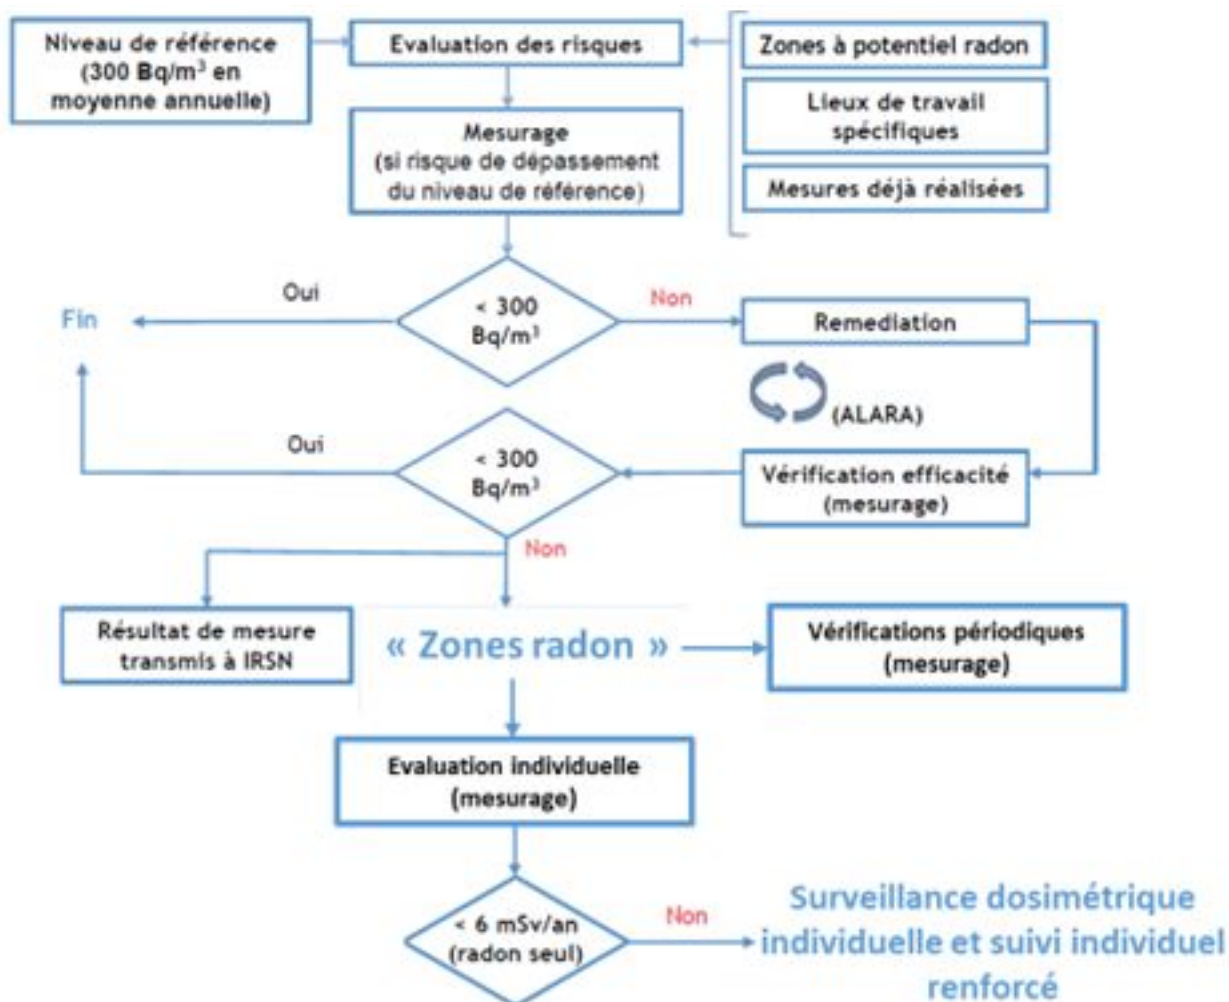 Niveau de référence
(300 Bq/m³ en
moyenne annuelle)
Evaluation des risques
Zones à potentiel radon
Lieux de travail
spécifiques
Mesures déjà réalisées
Mesurage
(si risque de dépassement
du niveau de référence)
Oui
< 300
Bq/m³
Non
Fin
Remediation
(ALARA)
Oui
< 300
Bq/m³
Vérification efficacité
(mesurage)
Non
Résultat de mesure
transmis à IRSN
« Zones radon »
Vérifications périodiques
(mesurage)
Evaluation individuelle
(mesurage)
< 6 mSv/an
(radon seul)
Non
Surveillance dosimétrique
individuelle et suivi individuel
renforcé